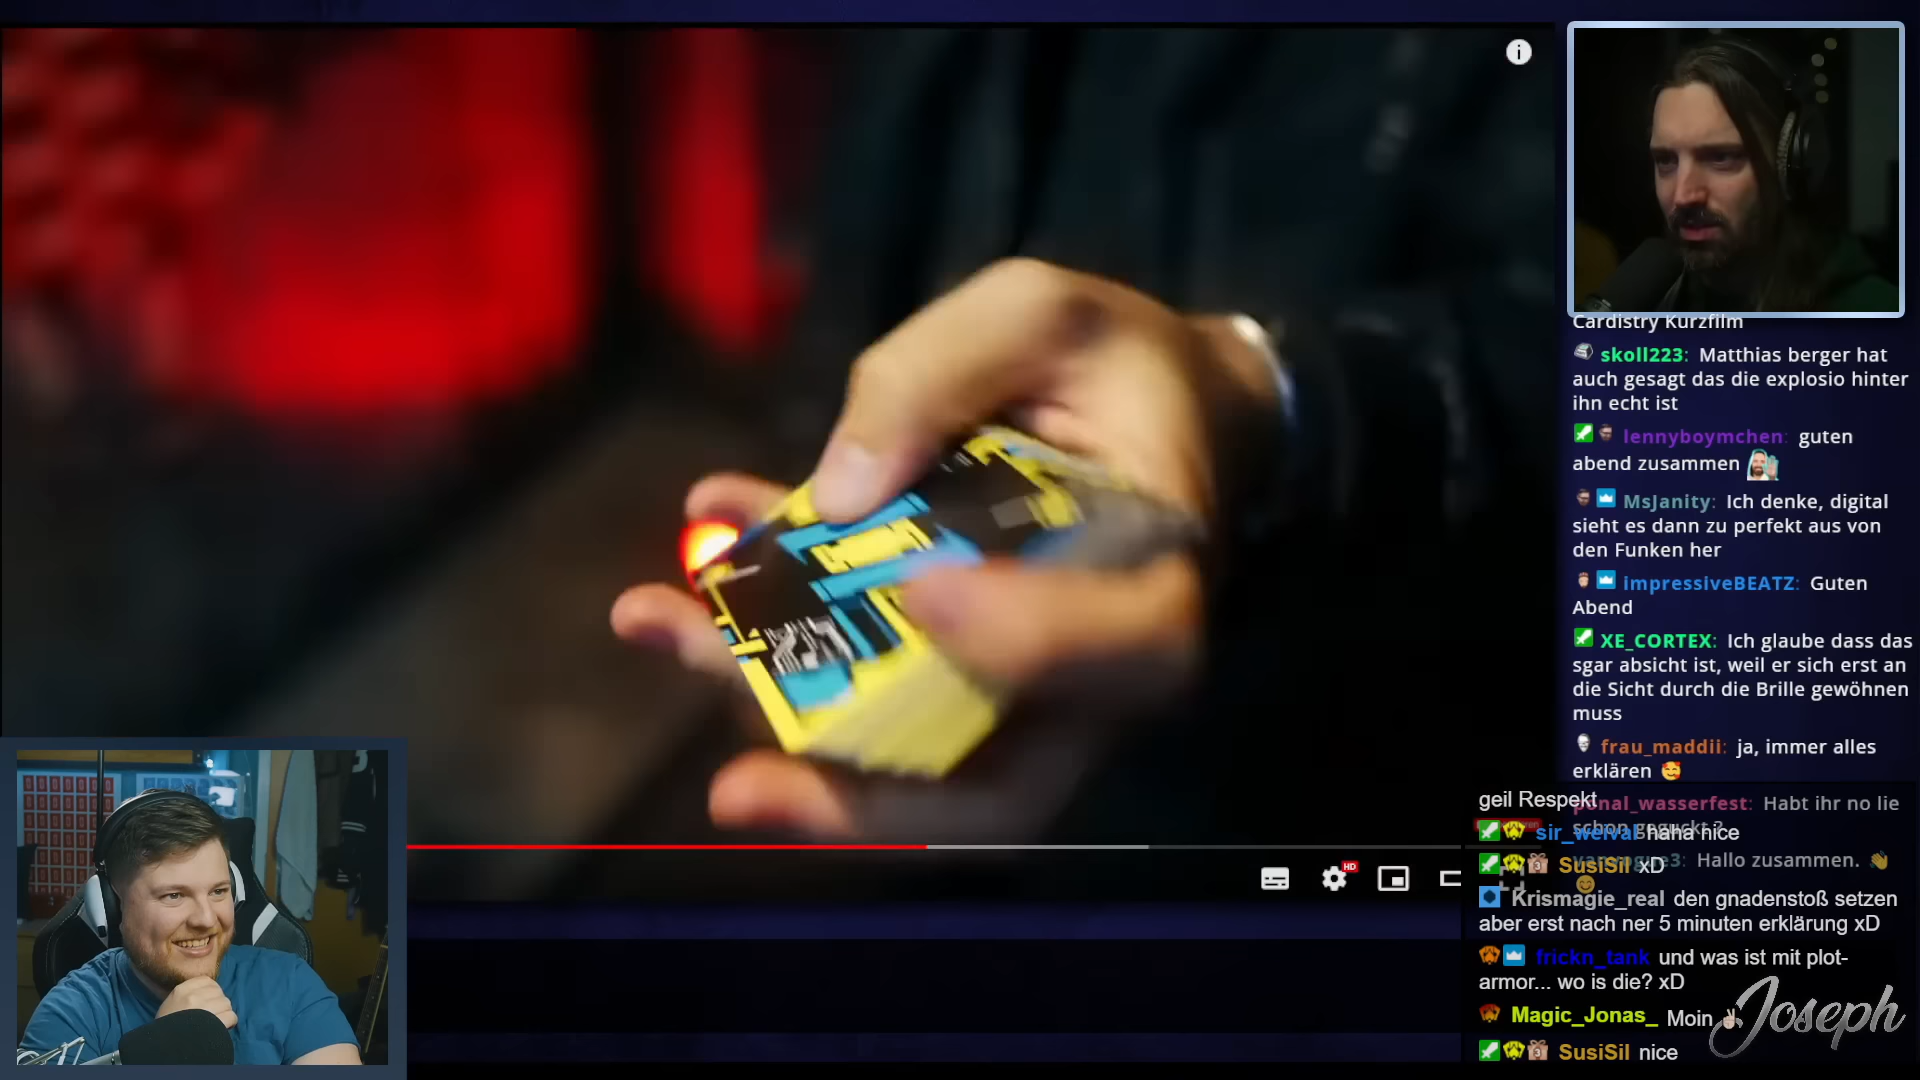 i
Cardistry Kurzfilm
skoll223: Matthias berger hat
auch gesagt das die explosio hinter
ihn echt ist
lennyboymchen: guten
abend zusammen
MsJanity: Ich denke, digital
sieht es dann zu perfekt aus von
den Funken her
impressiveBEATZ: Guten
Abend
XE_CORTEX: Ich glaube dass das
sgar absicht ist, weil er sich erst an
die Sicht durch die Brille gewöhnen
muss
frau_maddii: ja, immer alles
erklären
geil Respekt
wasserfest: Habt ihr no lie
schon geguckt?
sir_weival haha nice
Hallo zusammen.
SusiSil xD
HD
Krismagie_real den gnadenstoß setzen
aber erst nach ner 5 minuten erklärung xD
frickn_tank und was ist mit plot-
armor... wo is die? xD
Magic_Jonas_ Moin
Joseph
SusiSil nice